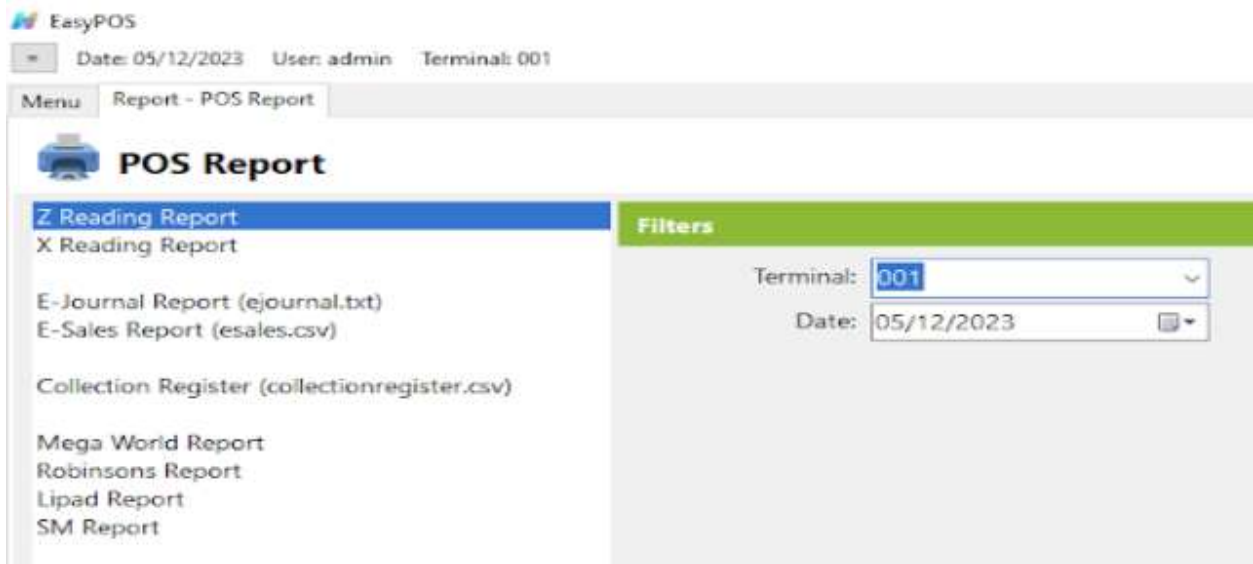 EasyPOS
Date: 05/12/2023 User: admin Terminal: 001
Menu Report - POS Report
POS Report
Z Reading Report
X Reading Report
E-Journal Report (ejournal.txt)
E-Sales Report (esales.csv)
Collection Register (collectionregister.csv)
Mega World Report
Robinsons Report
Lipad Report
SM Report
Filters
Terminal: 001
Date: 05/12/2023